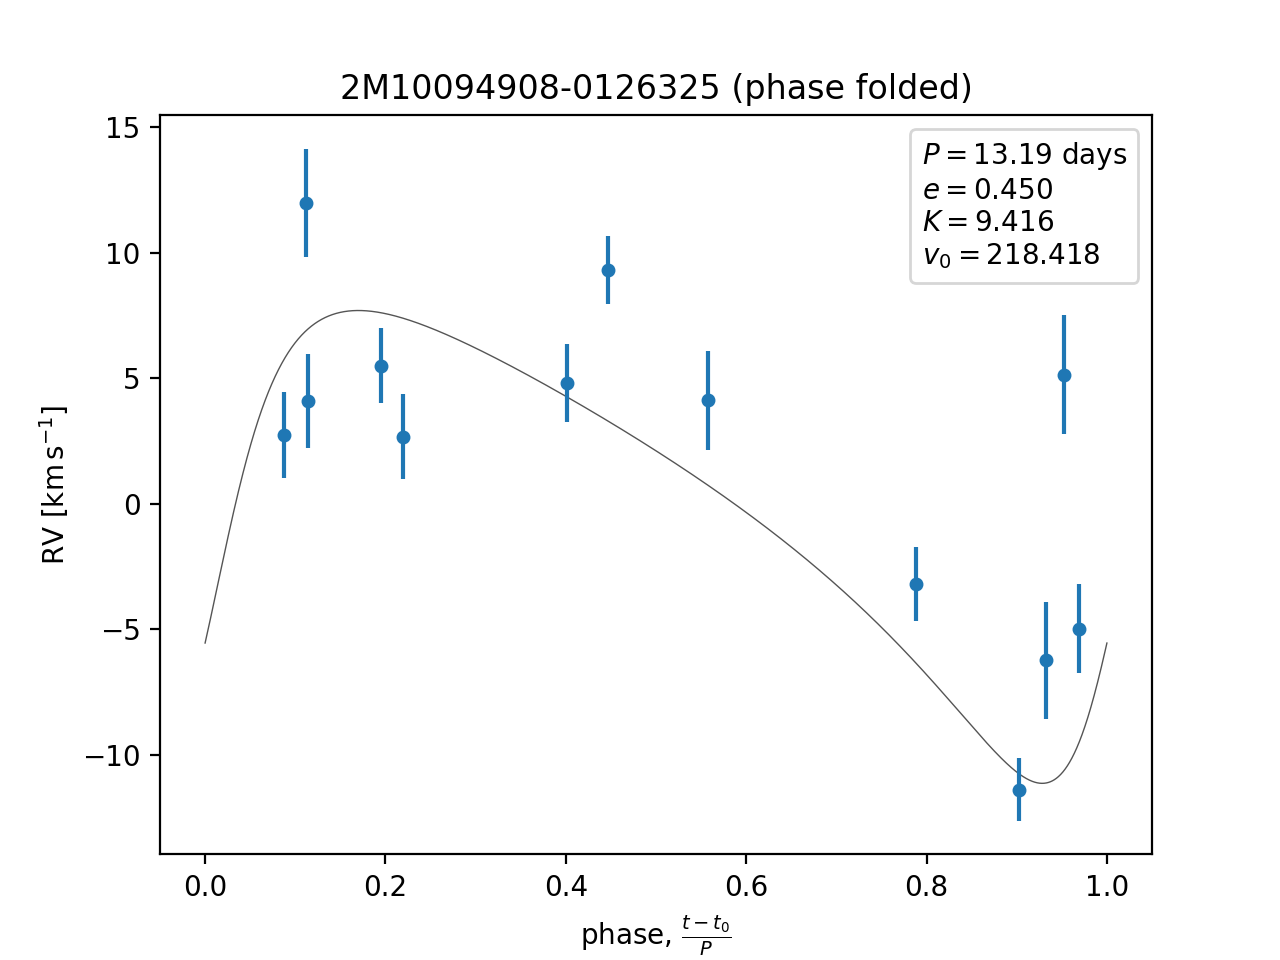 2M10094908-0126325 (phase folded)
P = 13.19 days
e = 0.450
K = 9.416
v₀ = 218.418
15
10
5
0
−5
−10
RV [km s⁻¹]
0.0 0.2 0.4 0.6 0.8 1.0
phase, (t − t₀)/P